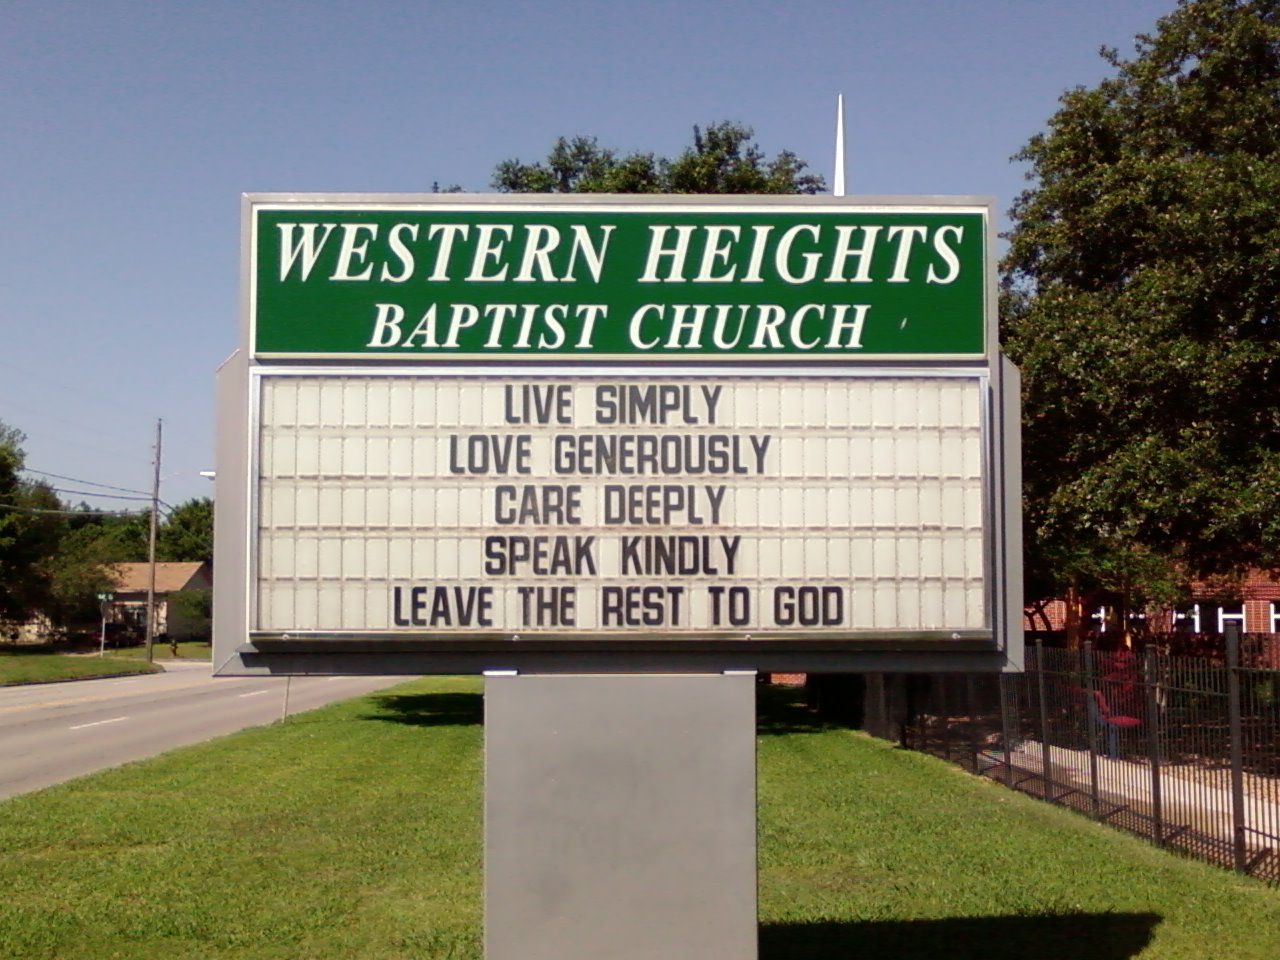 WESTERN HEIGHTS
BAPTIST CHURCH
LIVE SIMPLY
LOVE GENEROUSLY
CARE DEEPLY
SPEAK KINDLY
LEAVE THE REST TO GOD